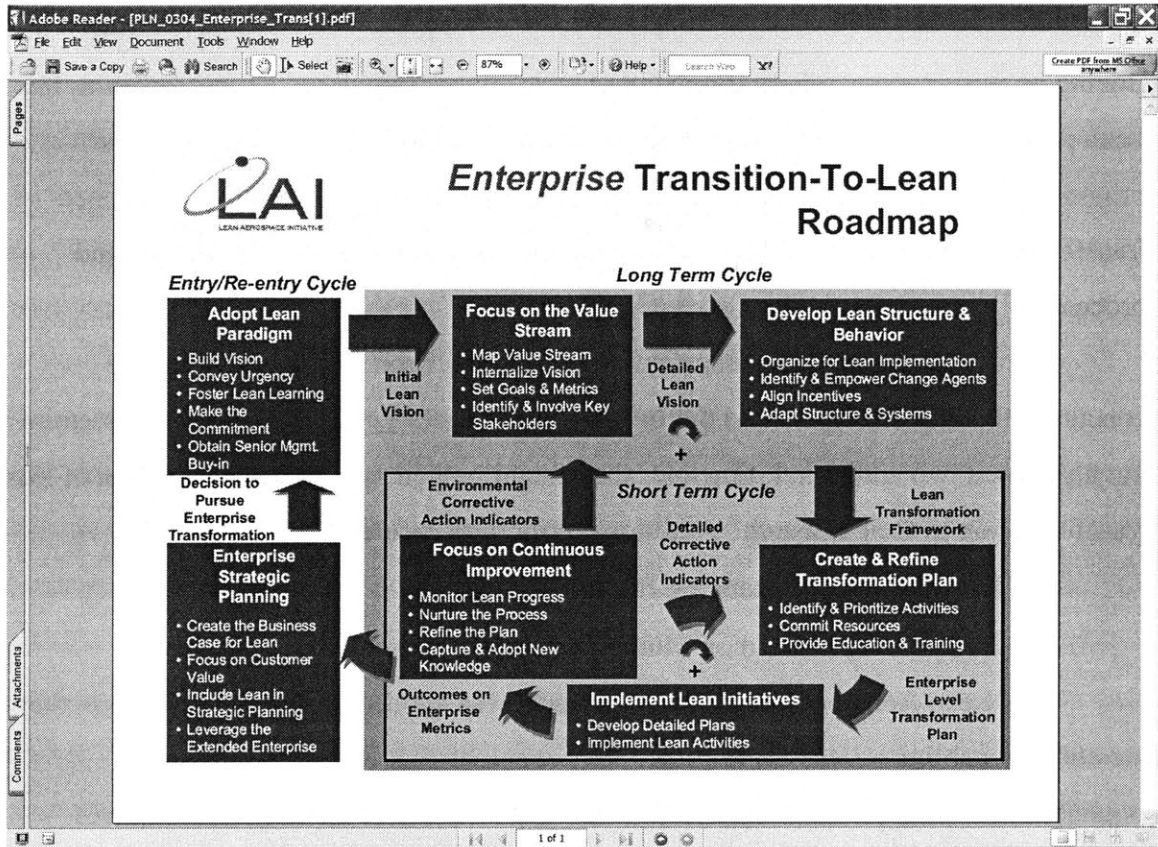 Adobe Reader - [PLN_0304_Enterprise_Trans[1].pdf]
File Edit View Document Tools Window Help
Save a Copy Search Select 87% Help Search Web Y! Create PDF from MS Office anywhere
Pages
LAI
LEAN AEROSPACE INITIATIVE
Enterprise Transition-To-Lean
Roadmap
Entry/Re-entry Cycle
Long Term Cycle
Adopt Lean
Paradigm
• Build Vision
• Convey Urgency
• Foster Lean Learning
• Make the
Commitment
• Obtain Senior Mgmt.
Buy-in
Initial
Lean
Vision
Focus on the Value
Stream
• Map Value Stream
• Internalize Vision
• Set Goals & Metrics
• Identify & Involve Key
Stakeholders
Detailed
Lean
Vision
+
Develop Lean Structure &
Behavior
• Organize for Lean Implementation
• Identify & Empower Change Agents
• Align Incentives
• Adapt Structure & Systems
Decision to
Pursue
Enterprise
Transformation
Environmental
Corrective
Action Indicators
Short Term Cycle
Lean
Transformation
Framework
Detailed
Corrective
Action
Indicators
+
Enterprise
Strategic
Planning
• Create the Business
Case for Lean
• Focus on Customer
Value
• Include Lean in
Strategic Planning
• Leverage the
Extended Enterprise
Focus on Continuous
Improvement
• Monitor Lean Progress
• Nurture the Process
• Refine the Plan
• Capture & Adopt New
Knowledge
Create & Refine
Transformation Plan
• Identify & Prioritize Activities
• Commit Resources
• Provide Education & Training
Outcomes on
Enterprise
Metrics
Implement Lean Initiatives
• Develop Detailed Plans
• Implement Lean Activities
Enterprise
Level
Transformation
Plan
Attachments
Comments
1 of 1